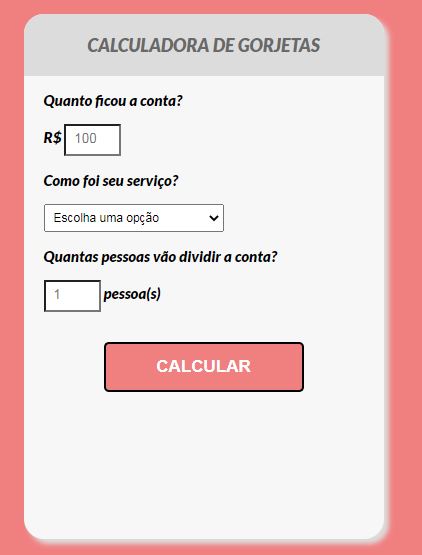 CALCULADORA DE GORJETAS
Quanto ficou a conta?
R$ 100
Como foi seu serviço?
Escolha uma opção
Quantas pessoas vão dividir a conta?
1 pessoa(s)
CALCULAR